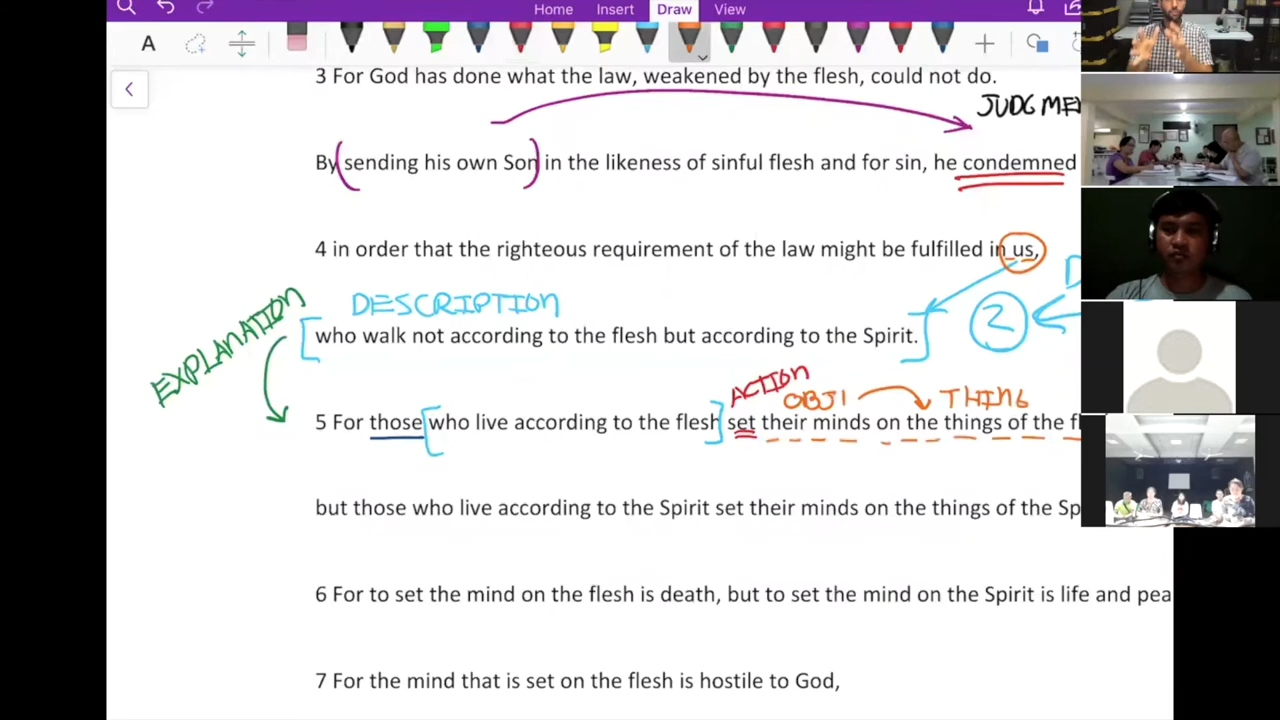 Home Insert Draw View
A
3 For God has done what the law, weakened by the flesh, could not do.
By (sending his own Son) in the likeness of sinful flesh and for sin, he condemned
4 in order that the righteous requirement of the law might be fulfilled in us,
DESCRIPTION
EXPLANATION
[who walk not according to the flesh but according to the Spirit.] 2
ACTION
OBJ1 THING
5 For those [who live according to the flesh] set their minds on the things of the
but those who live according to the Spirit set their minds on the things of the
6 For to set the mind on the flesh is death, but to set the mind on the Spirit is life and
7 For the mind that is set on the flesh is hostile to God,